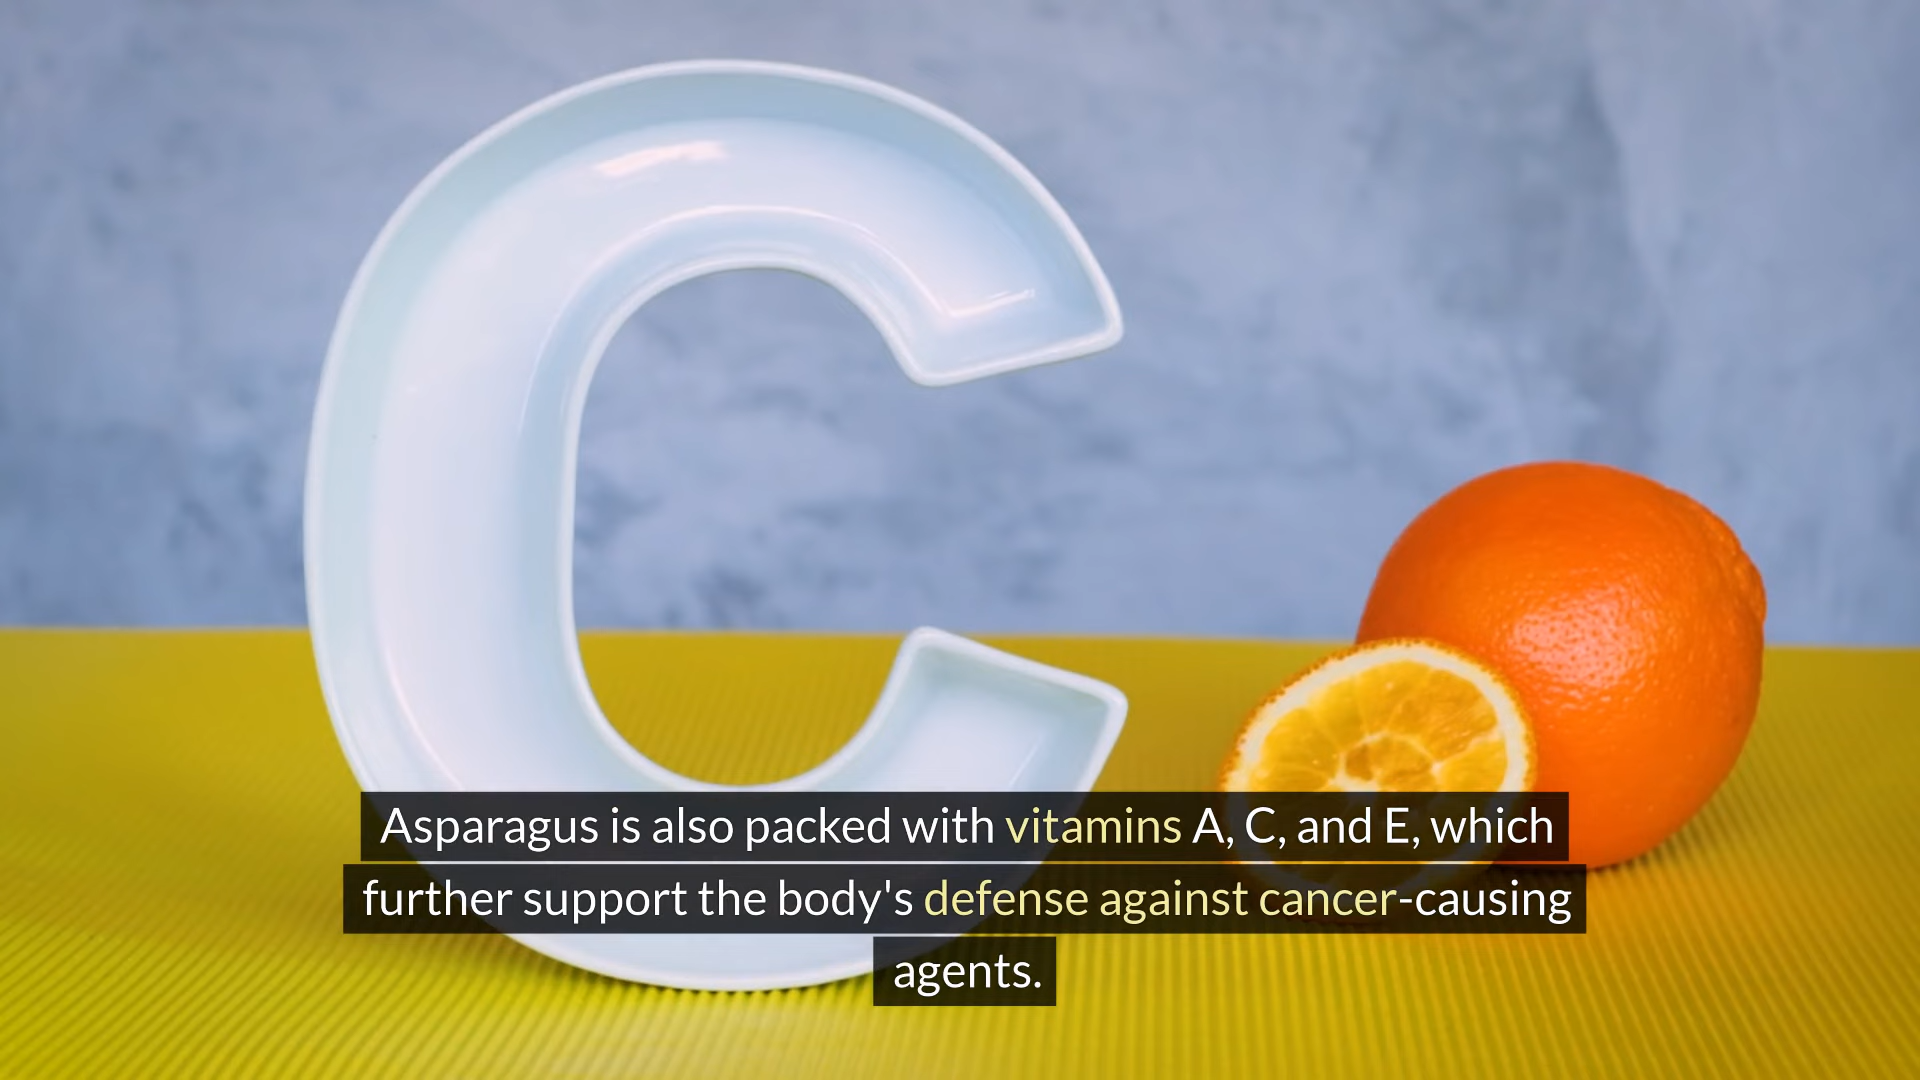 C
Asparagus is also packed with vitamins A, C, and E, which
further support the body's defense against cancer-causing
agents.